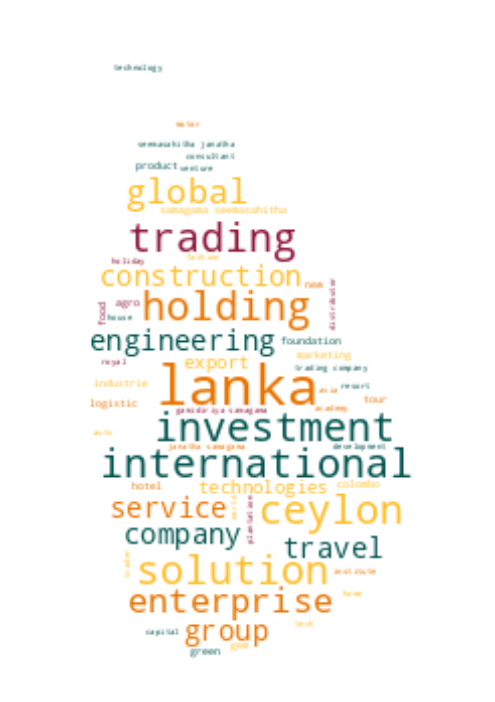 technology
motor
seemasahitha janatha
consultant
product venture
global
samagama seemasahitha
trading
fashion
holiday
construction new
distributor
food agro holding
house
engineering foundation
marketing
royal export trading company
lanka
industrie asia resort
logistic tour
gamidiriya samagama academy
investment
auto
janatha samagama development
international
hotel technologies colombo
service ceylon
plantation
company travel
solution institute
trader
enterprise home
tech
capital group
green gem